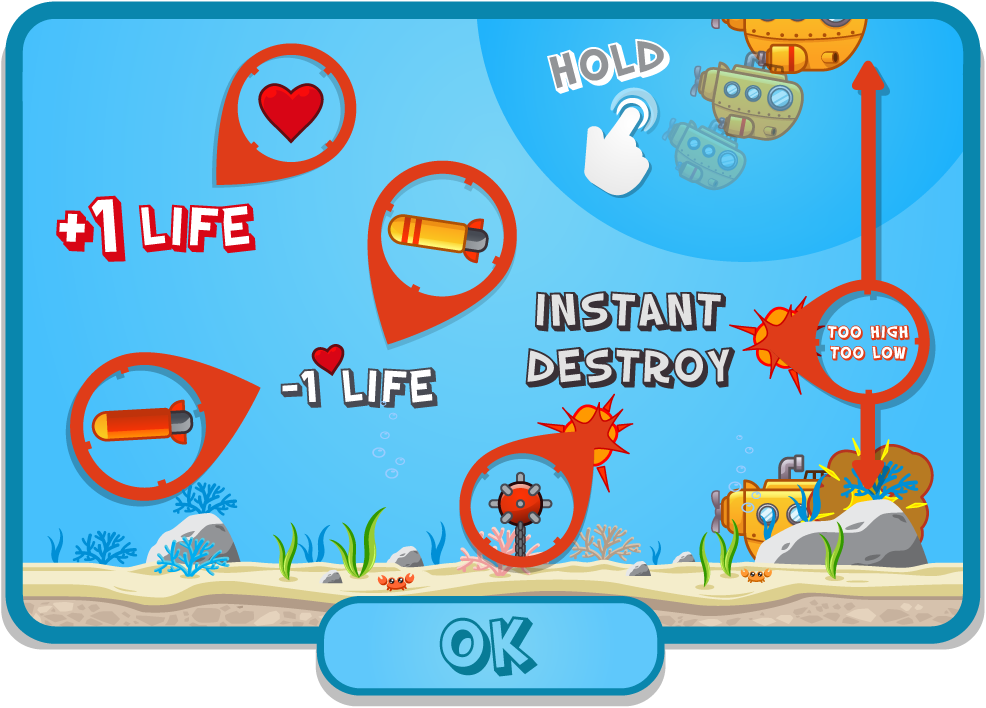 HOLD
+1 LIFE
INSTANT
DESTROY
TOO HIGH
TOO LOW
-1 LIFE
OK